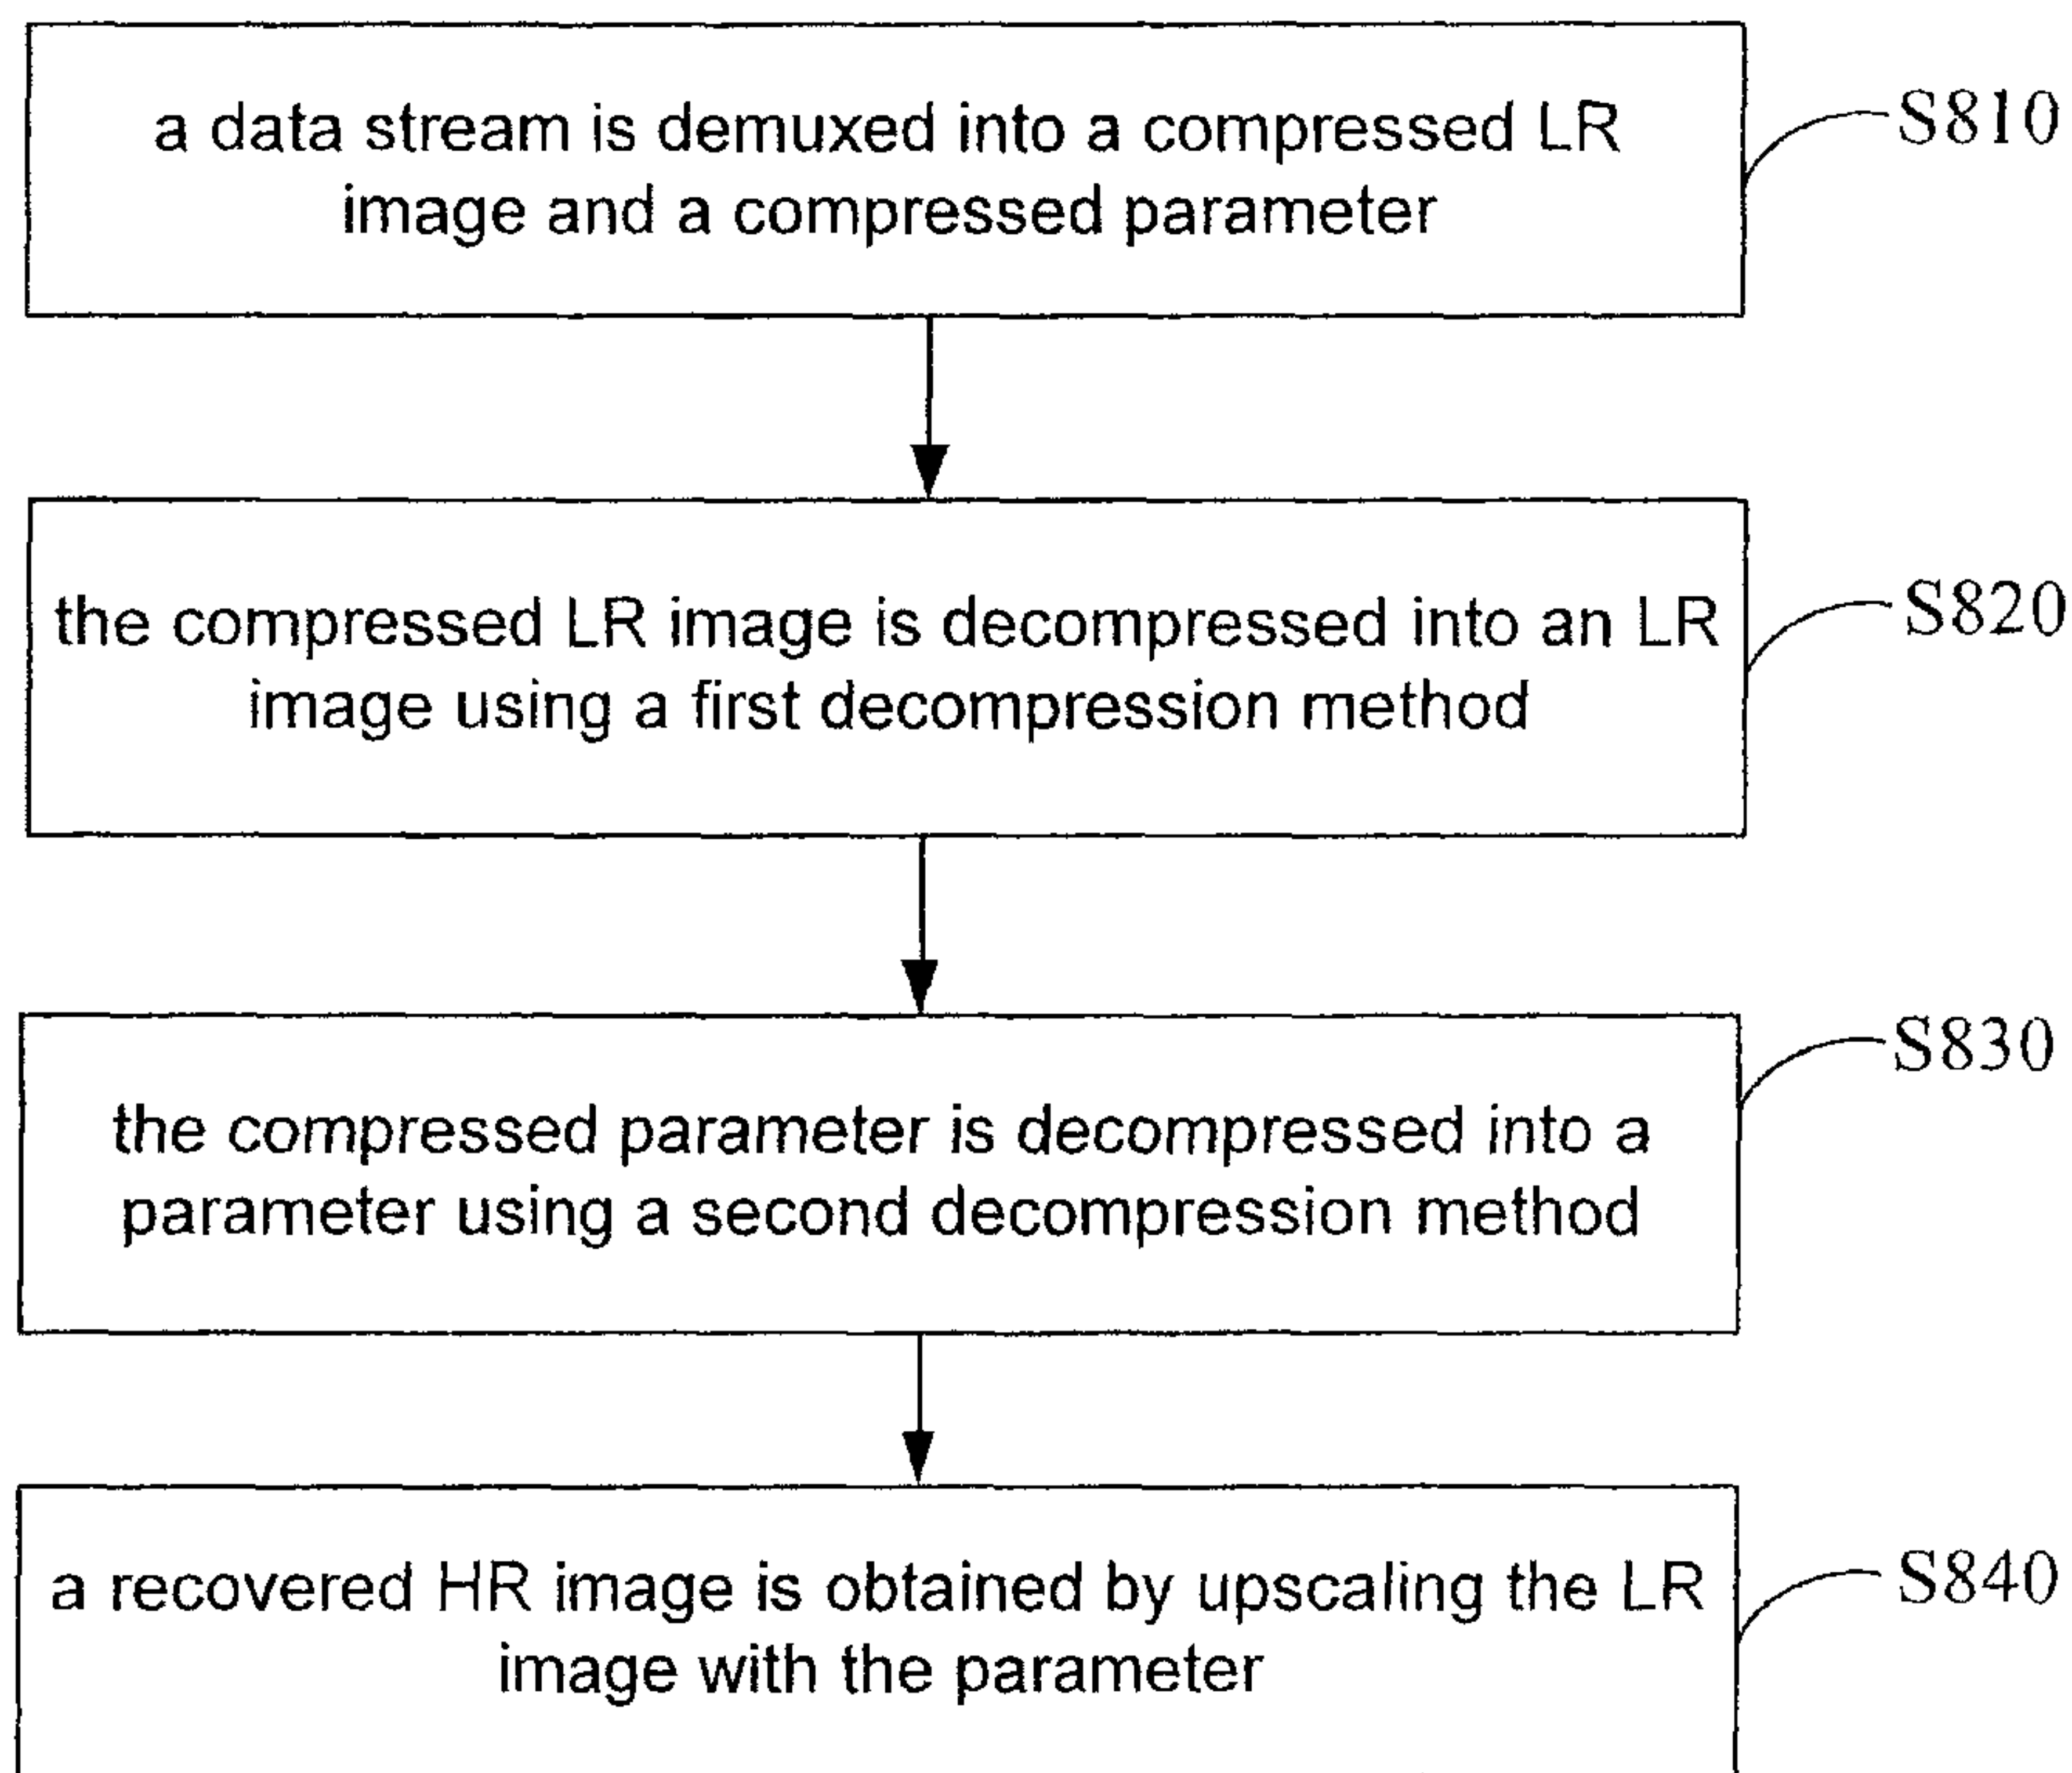 a data stream is demuxed into a compressed LR
image and a compressed parameter
S810
the compressed LR image is decompressed into an LR
image using a first decompression method
S820
the compressed parameter is decompressed into a
parameter using a second decompression method
S830
a recovered HR image is obtained by upscaling the LR
image with the parameter
S840